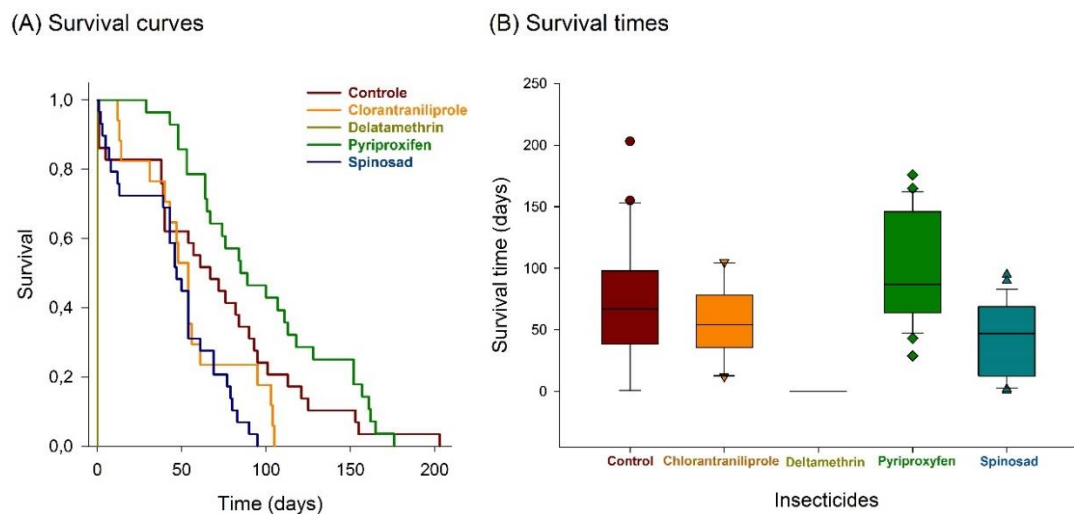 (A) Survival curves
Controle
Clorantraniliprole
Delatamethrin
Pyriproxifen
Spinosad
1,0
0,8
0,6
0,4
0,2
0,0
Survival
0
50
100
150
200
Time (days)
(B) Survival times
250
200
150
100
50
0
Survival time (days)
Control
Chlorantraniliprole
Deltamethrin
Pyriproxyfen
Spinosad
Insecticides